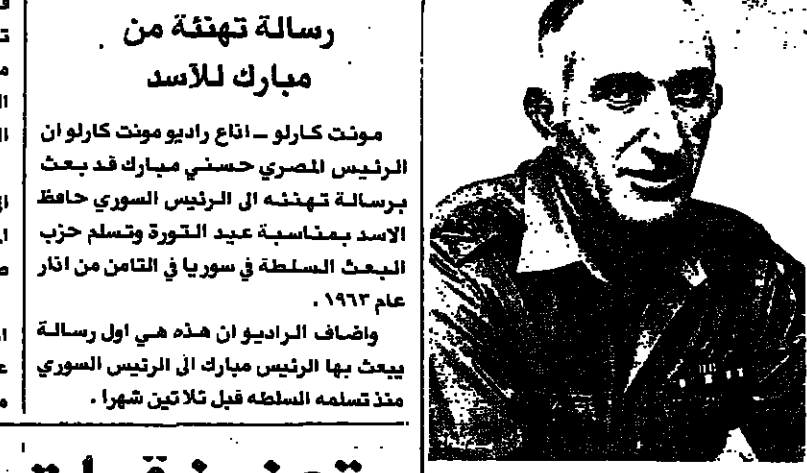 رسالة تهنئة من
مبارك للأسد
مونت كارلو ــ اذاع راديو مونت كارلو ان
الرئيس المصري حسني مبارك قد بعث
برسالة تهنئه الى الرئيس السوري حافظ
الاسد بمناسبة عيد الثورة وتسلم حزب
البعث السلطة في سوريا في الثامن من اذار
عام ١٩٦٣ .
واضاف الراديو ان هذه هي اول رسالة
يبعث بها الرئيس مبارك الى الرئيس السوري
منذ تسلمه السلطه قبل ثلاثين شهرا .